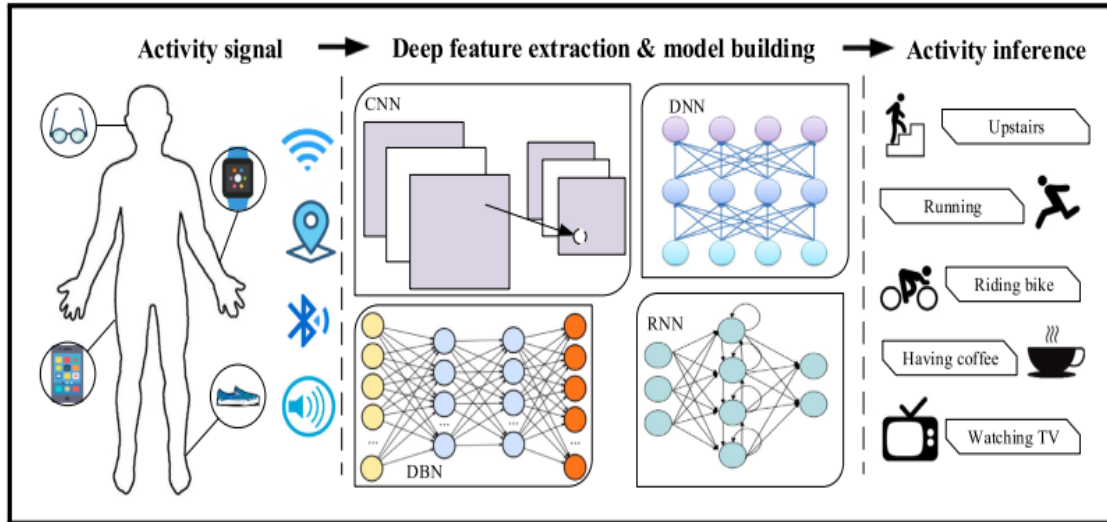 Activity signal
Deep feature extraction & model building
Activity inference
CNN
DNN
Upstairs
Running
Riding bike
RNN
Having coffee
...
...
...
...
DBN
Watching TV